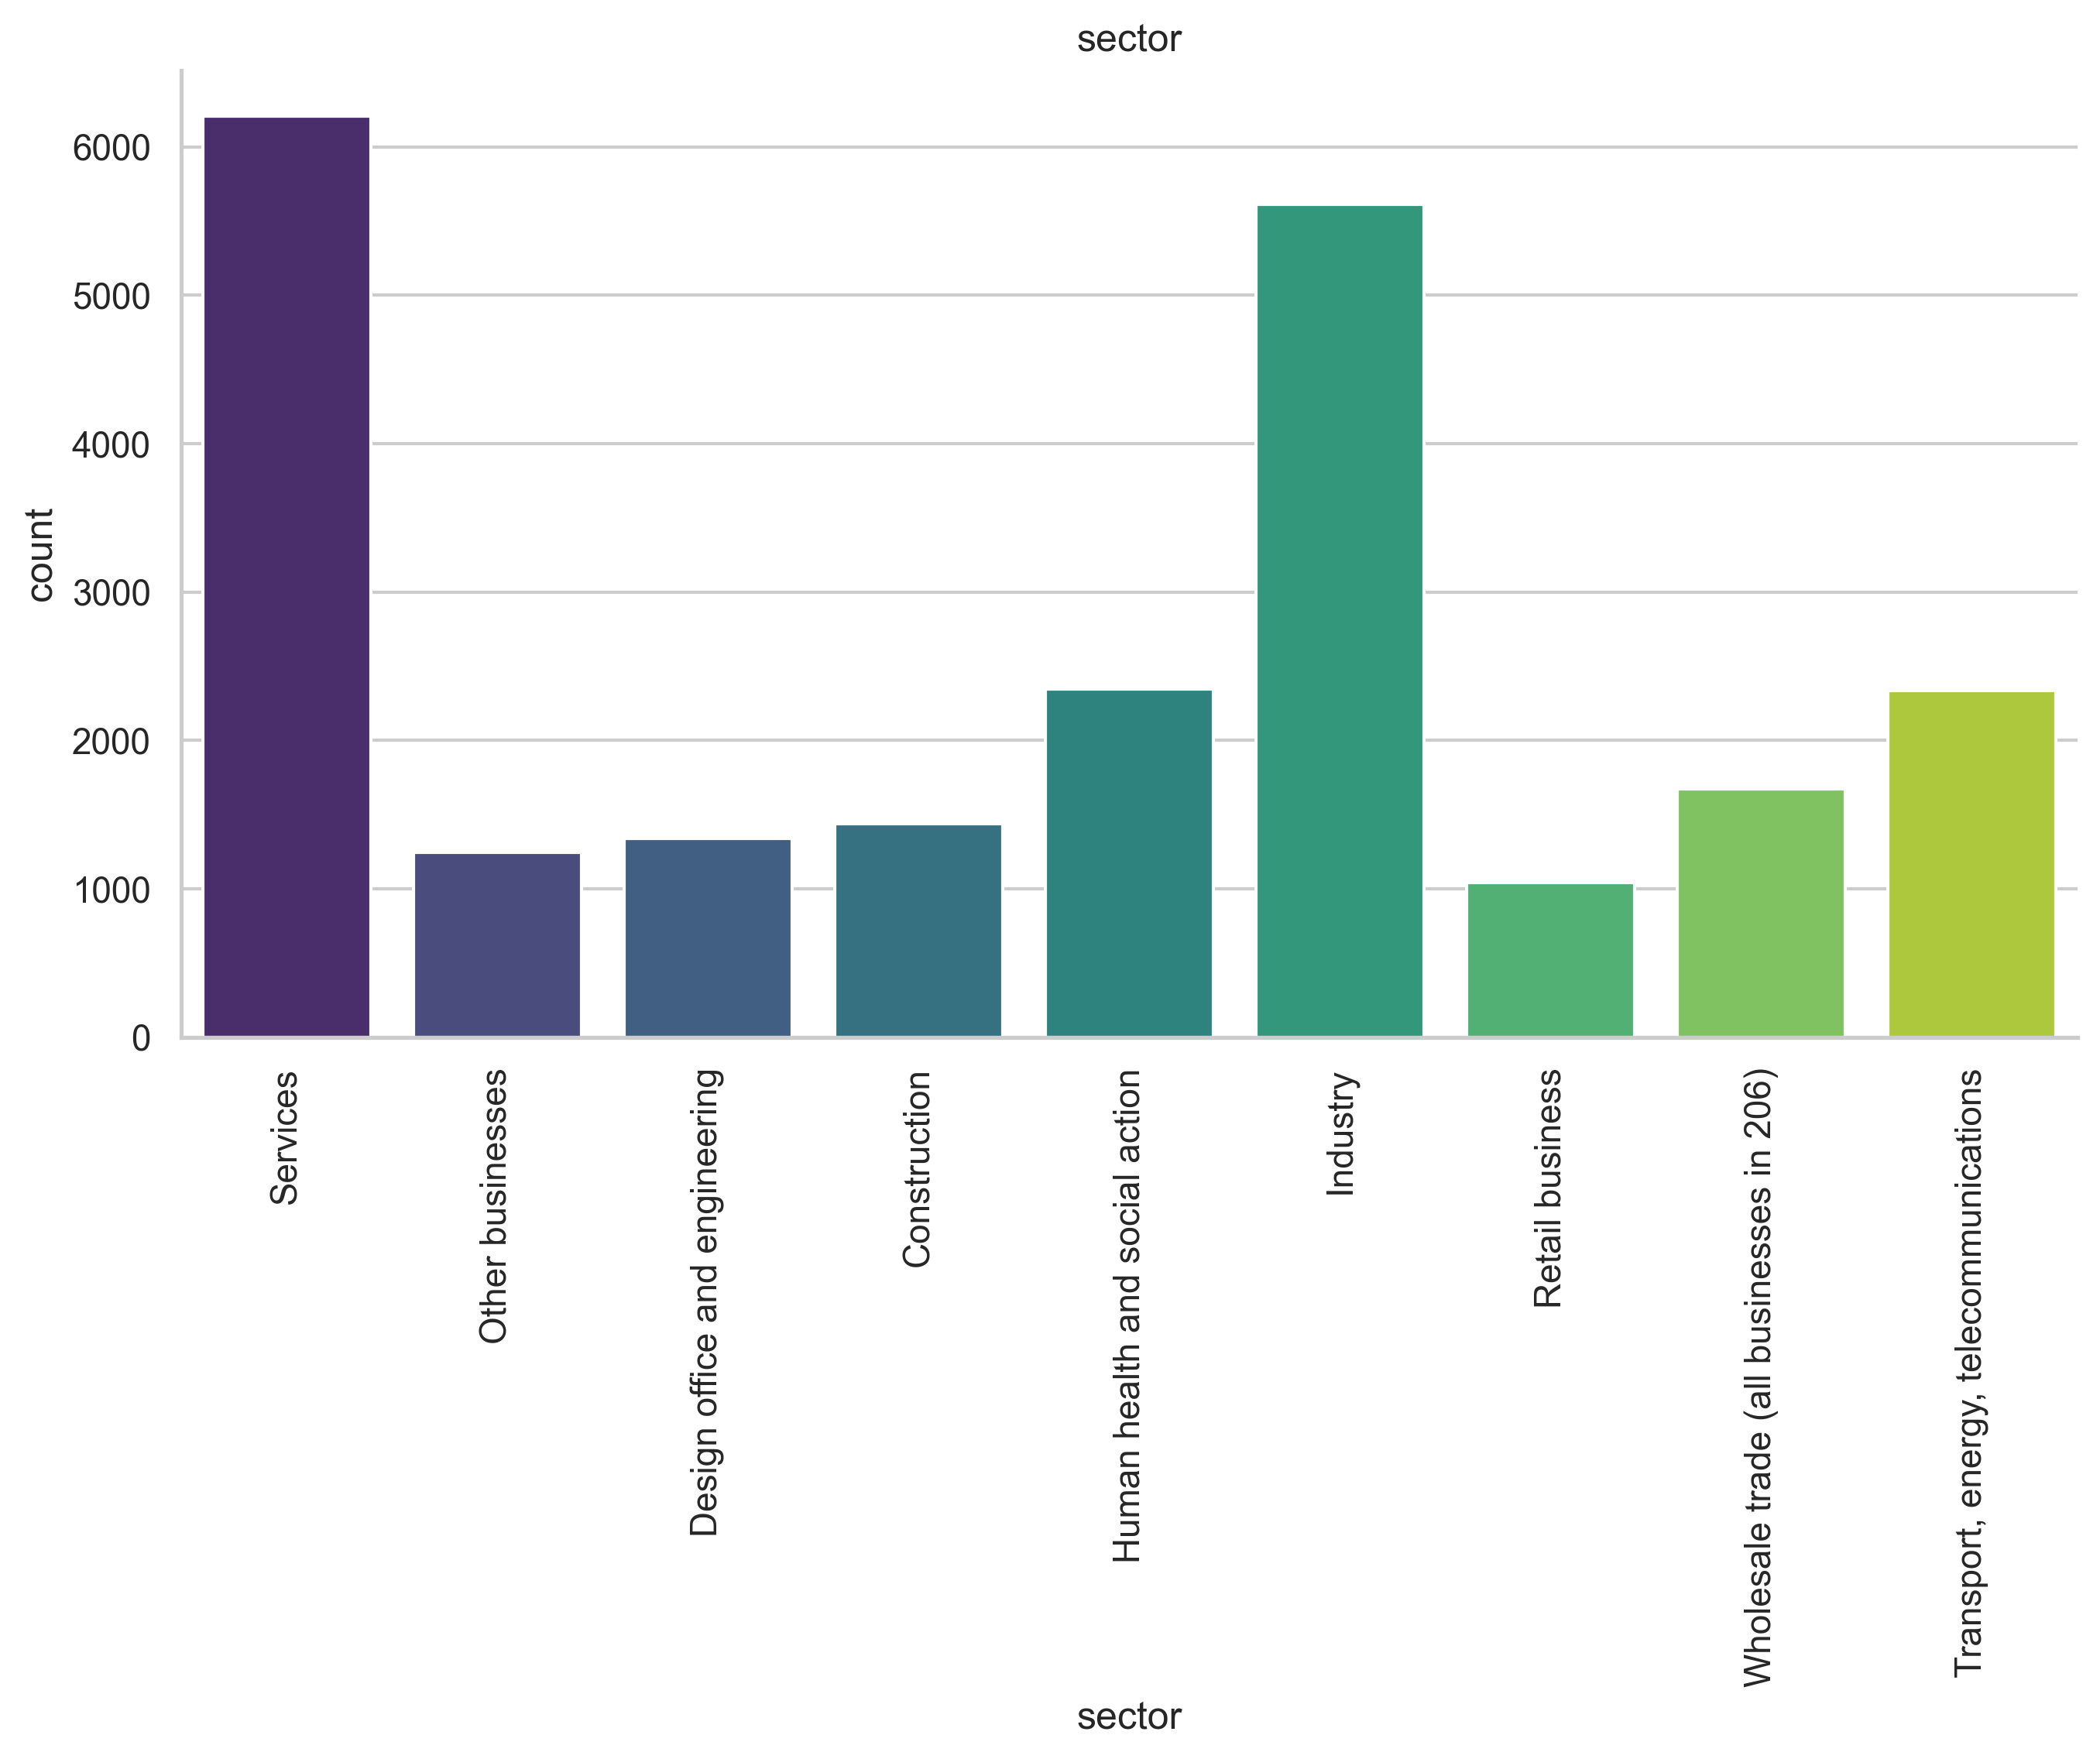 sector
6000
5000
4000
3000
2000
1000
0
count
Services
Other businesses
Design office and engineering
Construction
Human health and social action
Industry
Retail business
Wholesale trade (all businesses in 206)
Transport, energy, telecommunications
sector